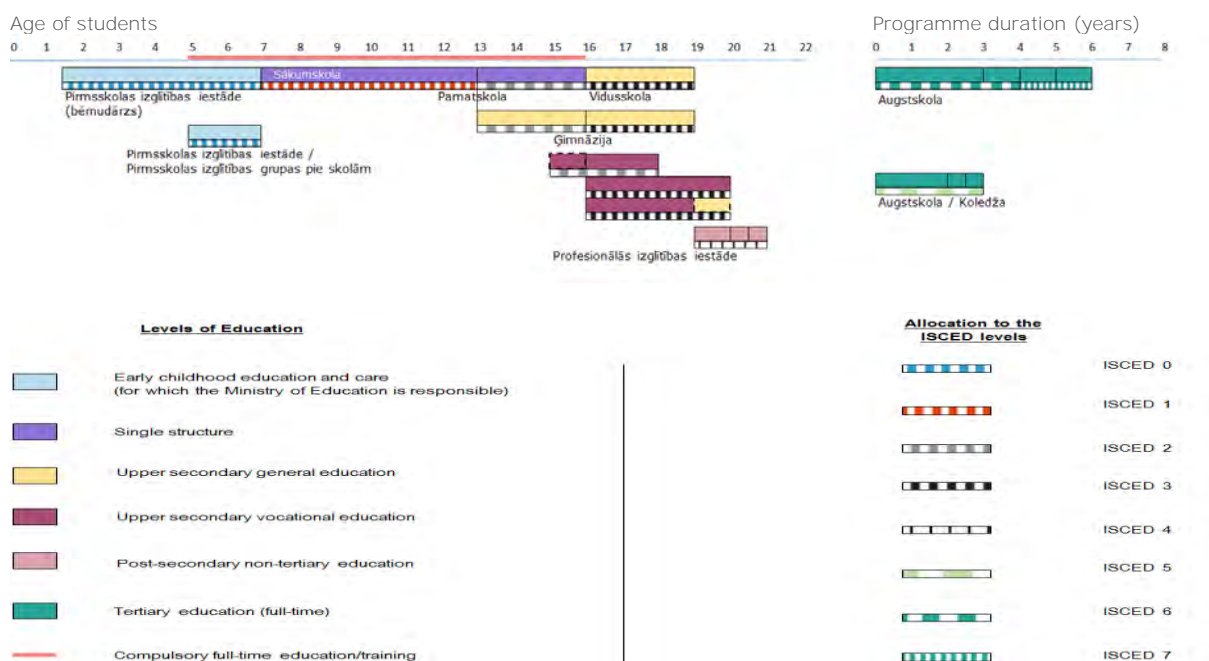 Age of students
0 1 2 3 4 5 6 7 8 9 10 11 12 13 14 15 16 17 18 19 20 21 22
Sākumskola
Pirmsskolas izglītības iestāde
(bērnudārzs)
Pamatskola
Vidusskola
Ģimnāzija
Pirmsskolas izglītības iestāde /
Pirmsskolas izglītības grupas pie skolām
Profesionālās izglītības iestāde
Programme duration (years)
0 1 2 3 4 5 6 7 8
Augstskola
Augstskola / Koledža
Levels of Education
Early childhood education and care
(for which the Ministry of Education is responsible)
Single structure
Upper secondary general education
Upper secondary vocational education
Post-secondary non-tertiary education
Tertiary education (full-time)
Compulsory full-time education/training
Allocation to the
ISCED levels
ISCED 0
ISCED 1
ISCED 2
ISCED 3
ISCED 4
ISCED 5
ISCED 6
ISCED 7